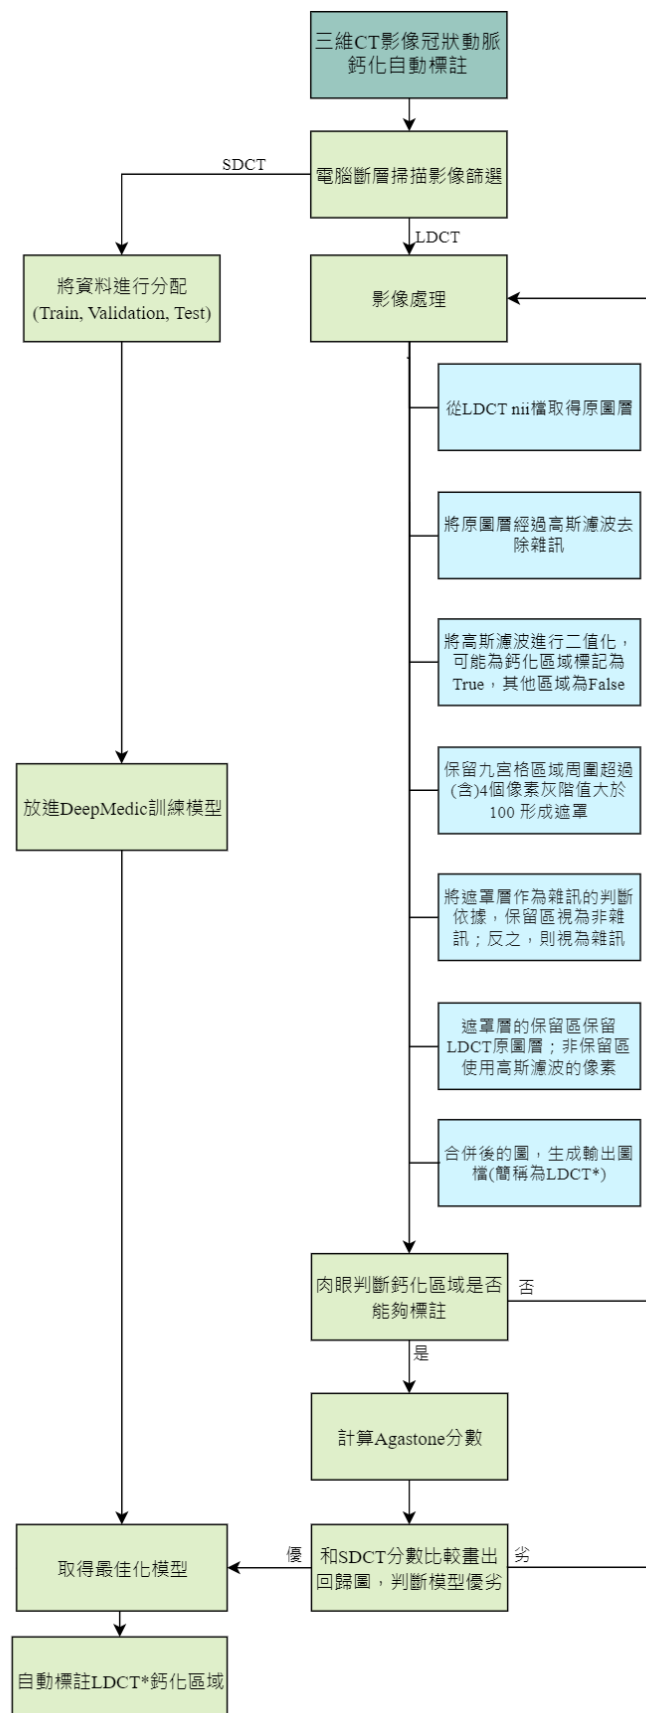 三維CT影像冠狀動脈
鈣化自動標註
電腦斷層掃描影像篩選
SDCT
LDCT
將資料進行分配
(Train, Validation, Test)
影像處理
從LDCT nii檔取得原圖層
將原圖層經過高斯濾波去
除雜訊
將高斯濾波進行二值化，
可能為鈣化區域標記為
True，其他區域為False
放進DeepMedic訓練模型
保留九宮格區域周圍超過
(含)4個像素灰階值大於
100 形成遮罩
將遮罩層作為雜訊的判斷
依據，保留區視為非雜
訊；反之，則視為雜訊
遮罩層的保留區保留
LDCT原圖層；非保留區
使用高斯濾波的像素
合併後的圖，生成輸出圖
檔(簡稱為LDCT*)
肉眼判斷鈣化區域是否
能夠標註
否
是
計算Agastone分數
取得最佳化模型
優
和SDCT分數比較畫出
回歸圖，判斷模型優劣
劣
自動標註LDCT*鈣化區域